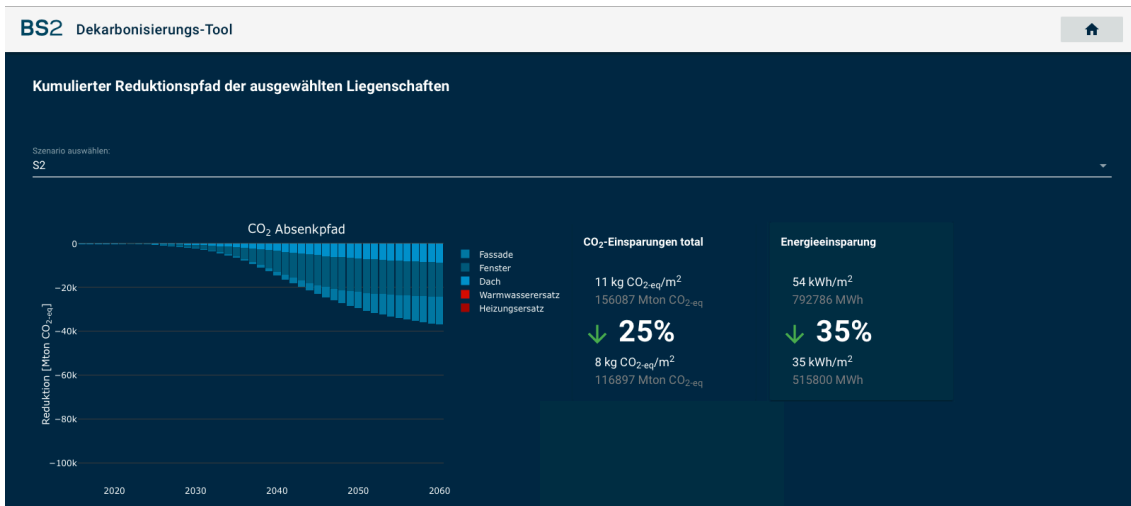 BS2 Dekarbonisierungs-Tool
Kumulierter Reduktionspfad der ausgewählten Liegenschaften
Szenario auswählen:
S2
CO2 Absenkpfad
Reduktion [Mton CO2-eq]
0
−20k
−40k
−60k
−80k
−100k
2020 2030 2040 2050 2060
Fassade
Fenster
Dach
Warmwasserersatz
Heizungsersatz
CO2-Einsparungen total
11 kg CO2-eq/m2
156087 Mton CO2-eq
25%
8 kg CO2-eq/m2
116897 Mton CO2-eq
Energieeinsparung
54 kWh/m2
792786 MWh
35%
35 kWh/m2
515800 MWh